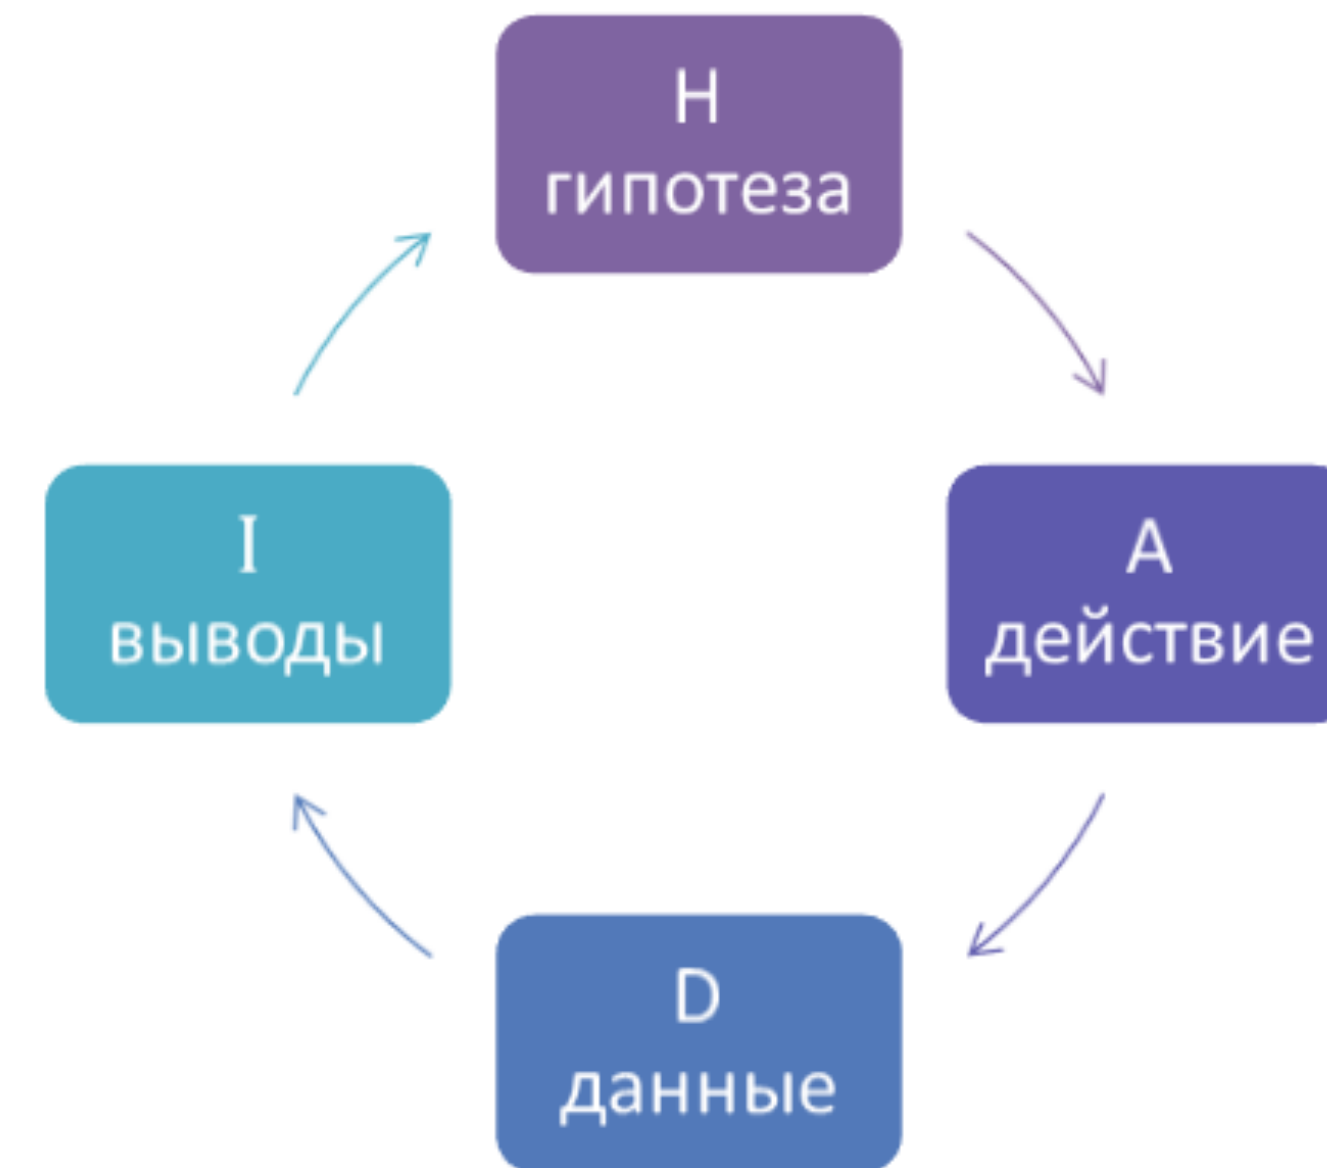 H
гипотеза
I
выводы
A
действие
D
данные